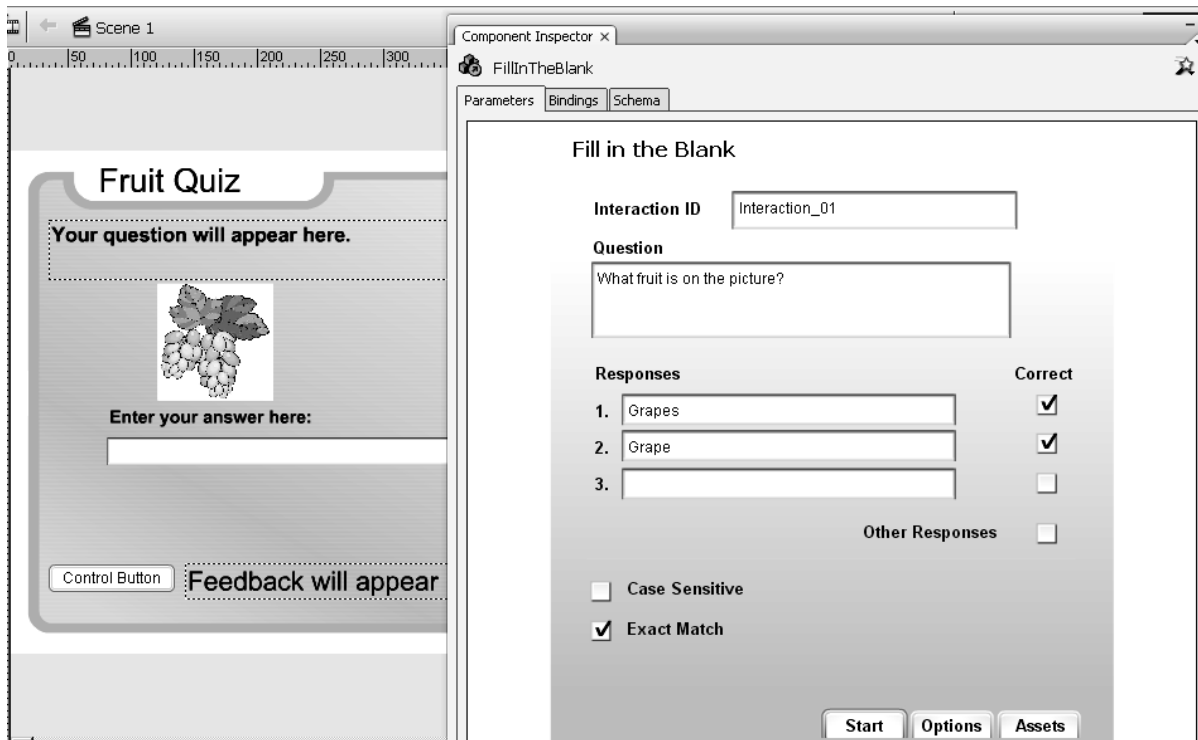 Scene 1
0 50 100 150 200 250 300
Fruit Quiz
Your question will appear here.
Enter your answer here:
Control Button
Feedback will appear
Component Inspector ×
FillInTheBlank
Parameters Bindings Schema
Fill in the Blank
Interaction ID Interaction_01
Question
What fruit is on the picture?
Responses Correct
1. Grapes
2. Grape
3.
Other Responses
Case Sensitive
Exact Match
Start Options Assets